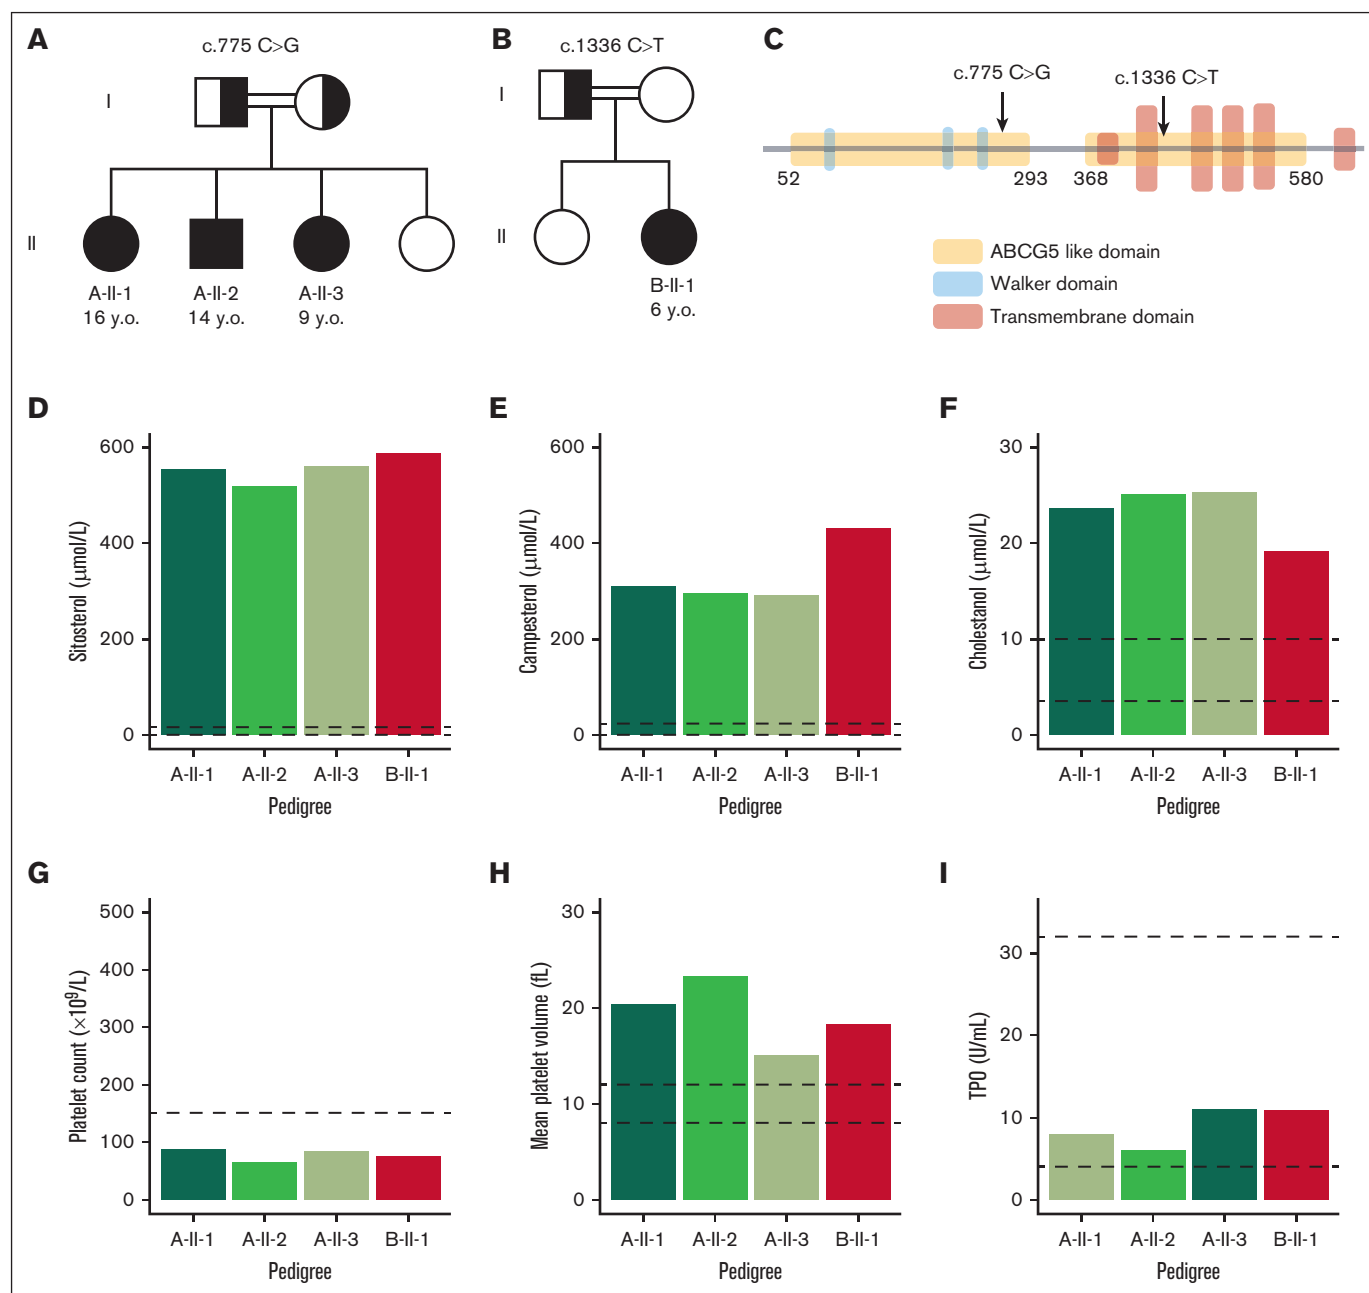 A
c.775 C>G
I
II
A-II-1
16 y.o.
A-II-2
14 y.o.
A-II-3
9 y.o.
B
c.1336 C>T
I
II
B-II-1
6 y.o.
C
c.775 C>G
c.1336 C>T
52
293
368
580
ABCG5 like domain
Walker domain
Transmembrane domain
D
Sitosterol (μmol/L)
600
400
200
0
A-II-1
A-II-2
A-II-3
B-II-1
Pedigree
E
Campesterol (μmol/L)
600
400
200
0
A-II-1
A-II-2
A-II-3
B-II-1
Pedigree
F
Cholestanol (μmol/L)
30
20
10
0
A-II-1
A-II-2
A-II-3
B-II-1
Pedigree
G
Platelet count (×10⁹/L)
500
400
300
200
100
0
A-II-1
A-II-2
A-II-3
B-II-1
Pedigree
H
Mean platelet volume (fL)
30
20
10
0
A-II-1
A-II-2
A-II-3
B-II-1
Pedigree
I
TPO (U/mL)
30
20
10
0
A-II-1
A-II-2
A-II-3
B-II-1
Pedigree